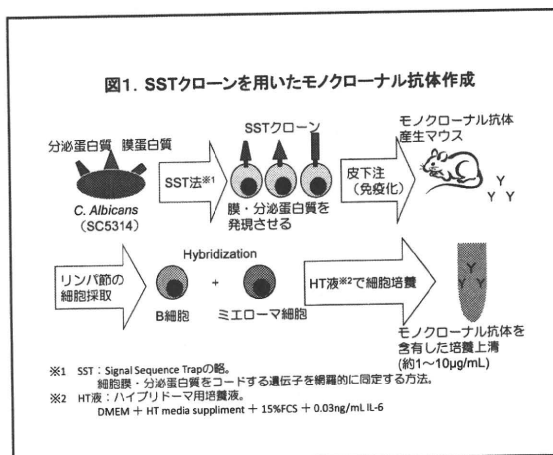 図1. SSTクローンを用いたモノクローナル抗体作成
分泌蛋白質 膜蛋白質
C. Albicans
(SC5314)
SST法※1
SSTクローン
膜・分泌蛋白質を
発現させる
皮下注
(免疫化)
モノクローナル抗体
産生マウス
Y
Y Y
リンパ節の
細胞採取
Hybridization
B細胞
+
ミエローマ細胞
HT液※2で細胞培養
Y
Y Y
モノクローナル抗体を
含有した培養上清
(約1〜10μg/mL)
※1 SST:Signal Sequence Trapの略。
細胞膜・分泌蛋白質をコードする遺伝子を網羅的に同定する方法。
※2 HT液:ハイブリドーマ用培養液。
DMEM + HT media suppliment + 15%FCS + 0.03ng/mL IL-6